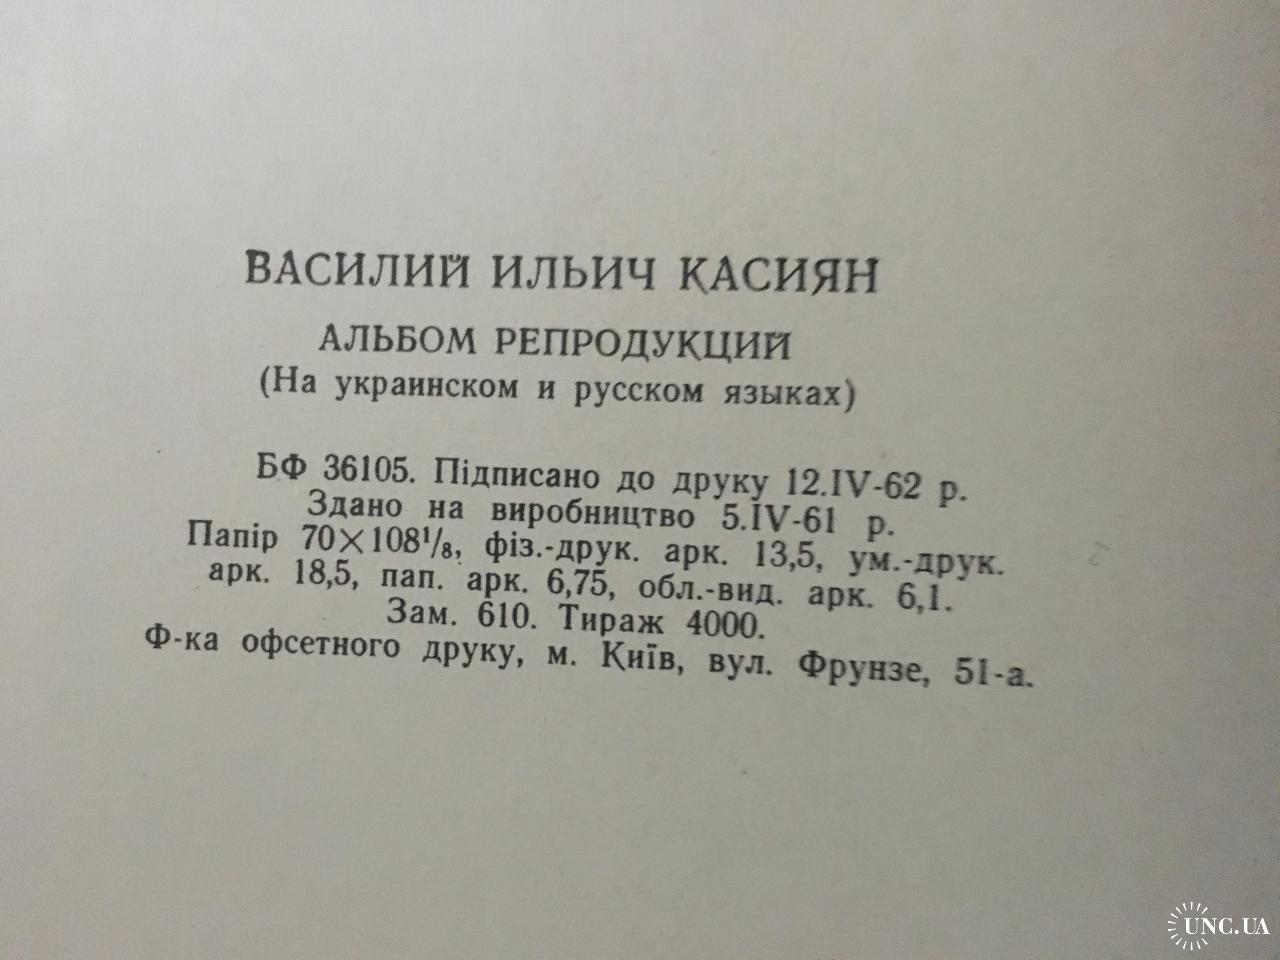 ВАСИЛИЙ ИЛЬИЧ КАСИЯН
АЛЬБОМ РЕПРОДУКЦИЙ
(На украинском и русском языках)
БФ 36105. Підписано до друку 12.IV-62 р.
Здано на виробництво 5.IV-61 р.
Папір 70×108¹/₈, фіз.-друк. арк. 13,5, ум.-друк.
арк. 18,5, пап. арк. 6,75, обл.-вид. арк. 6,1.
Зам. 610. Тираж 4000.
Ф-ка офсетного друку, м. Київ, вул. Фрунзе, 51-а.
UNC.UA